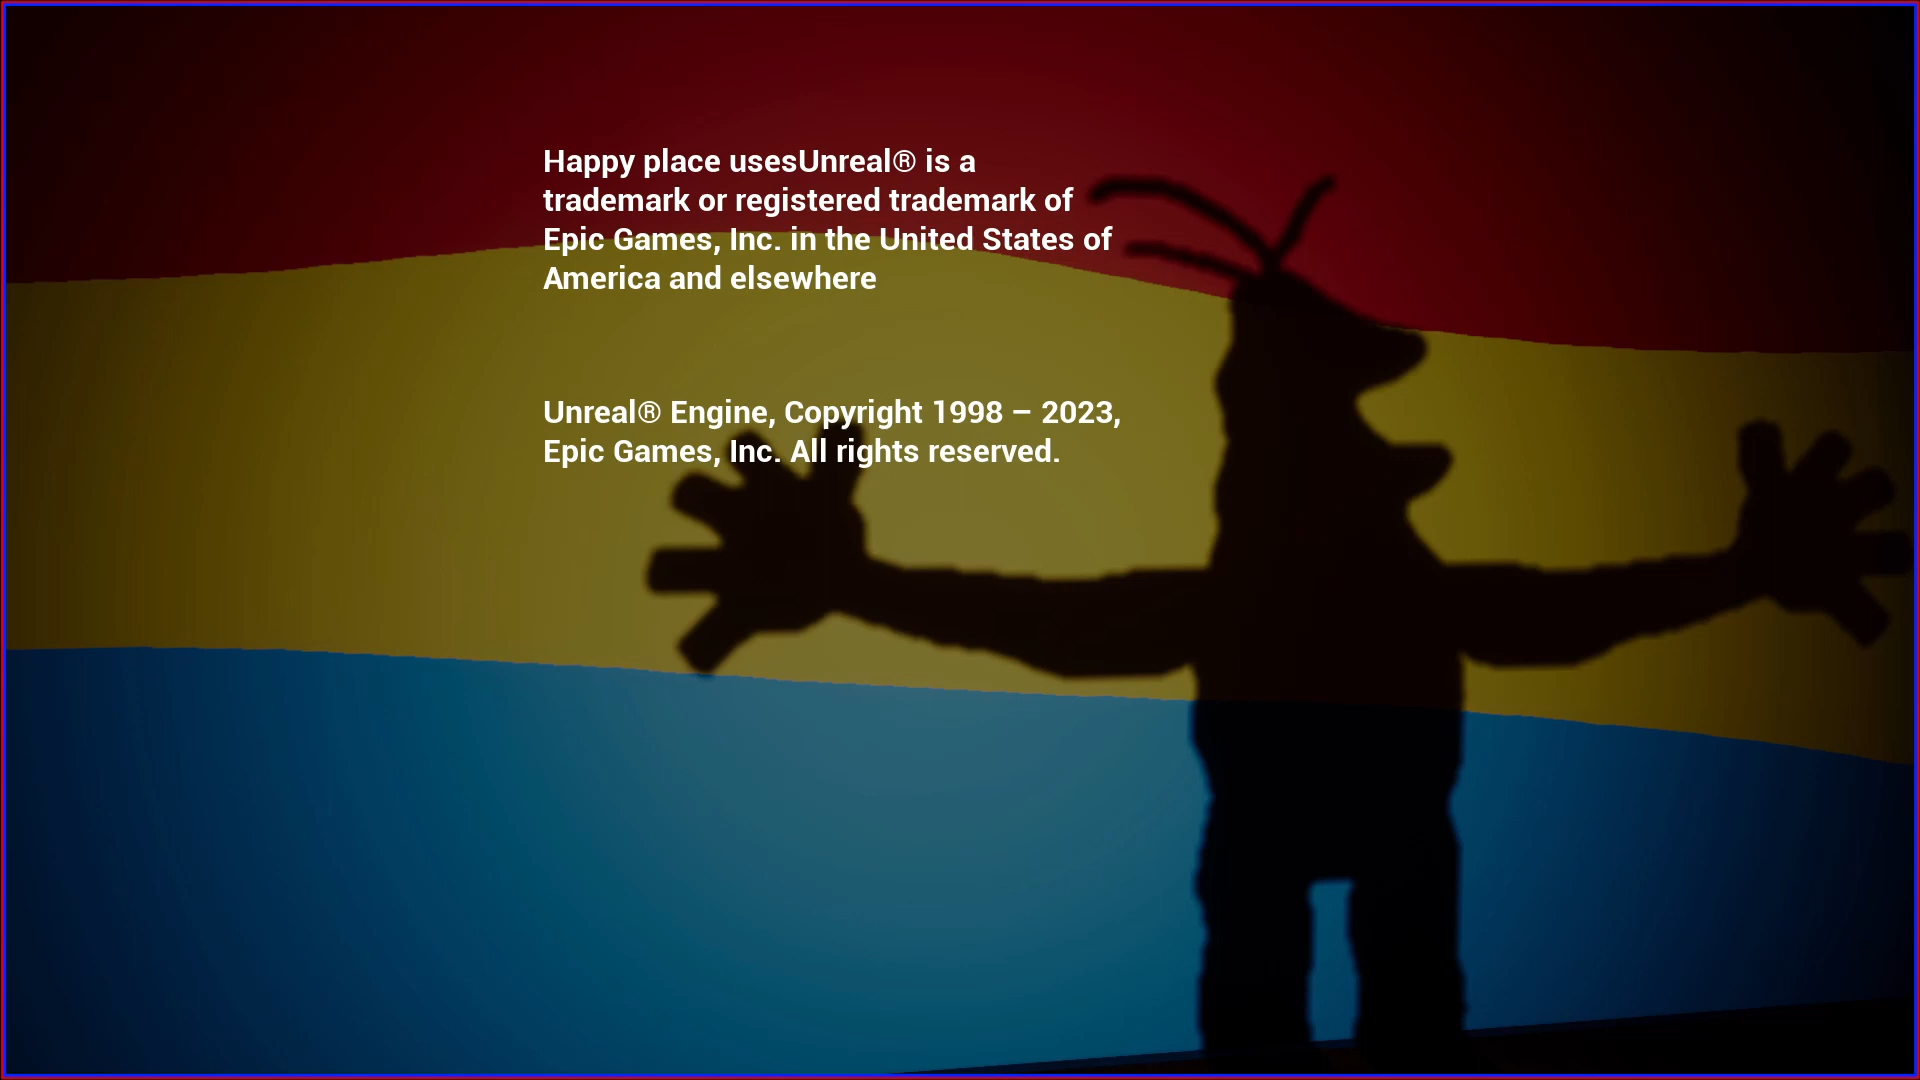 Happy place usesUnreal® is a
trademark or registered trademark of
Epic Games, Inc. in the United States of
America and elsewhere
Unreal® Engine, Copyright 1998 – 2023,
Epic Games, Inc. All rights reserved.